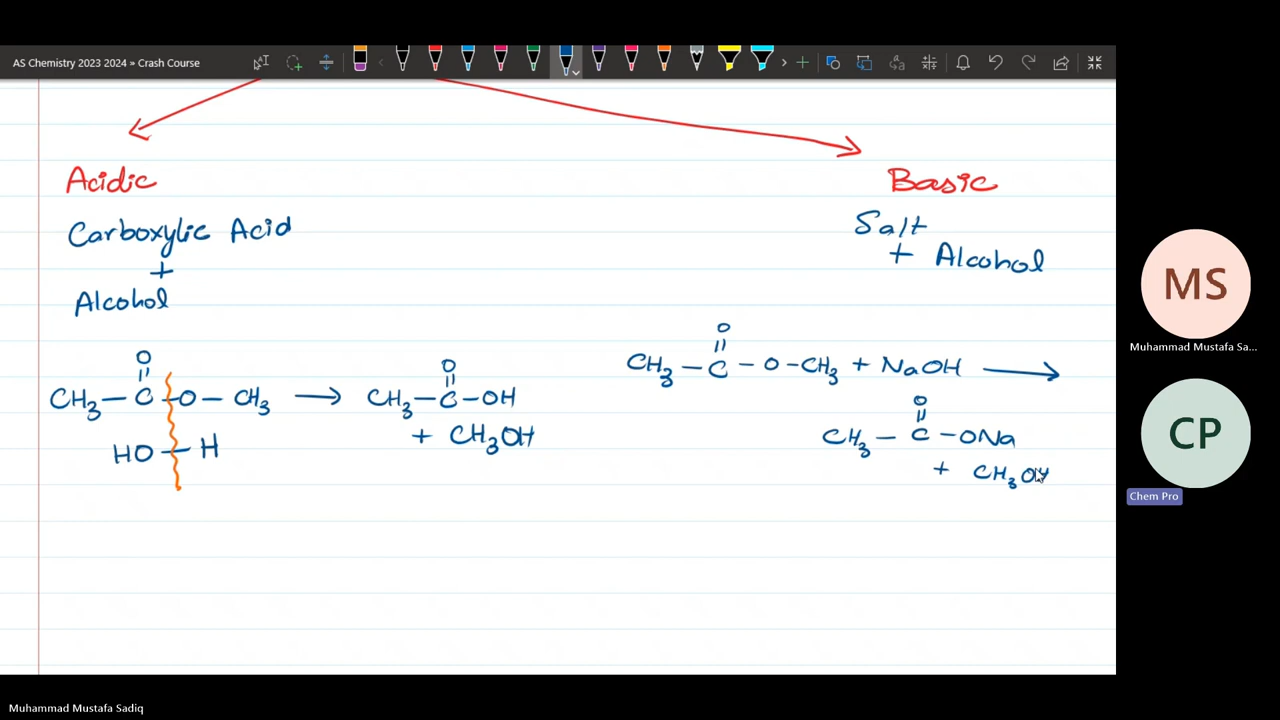 AS Chemistry 2023 2024 » Crash Course
Acidic
Carboxylic Acid
+
Alcohol
O
||
CH₃ — C — O — CH₃ → 
HO — H
O
||
CH₃ — C — OH
+ CH₃OH
Basic
Salt
+ Alcohol
O
||
CH₃ — C — O — CH₃ + NaOH →
O
||
CH₃ — C — ONa
+ CH₃OH
MS
Muhammad Mustafa Sa...
CP
Chem Pro
Muhammad Mustafa Sadiq